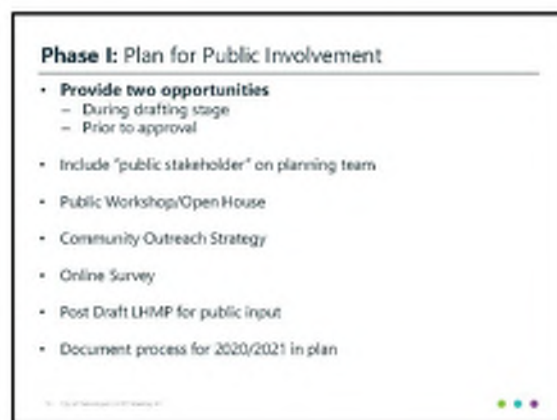 Phase I: Plan for Public Involvement
• Provide two opportunities
– During drafting stage
– Prior to approval
• Include "public stakeholder" on planning team
• Public Workshop/Open House
• Community Outreach Strategy
• Online Survey
• Post Draft LHMP for public input
• Document process for 2020/2021 in plan